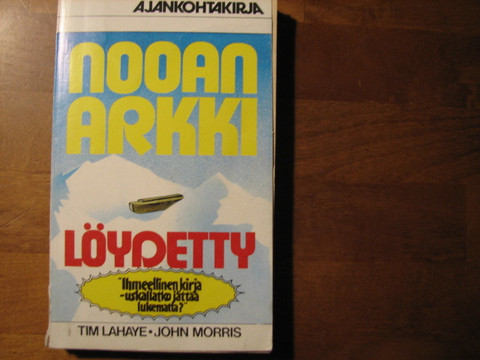 AJANKOHTAKIRJA
NOOAN
ARKKI
LÖYDETTY
"Ihmeellinen kirja
-uskallatko jättää
lukematta?"
TIM LAHAYE • JOHN MORRIS